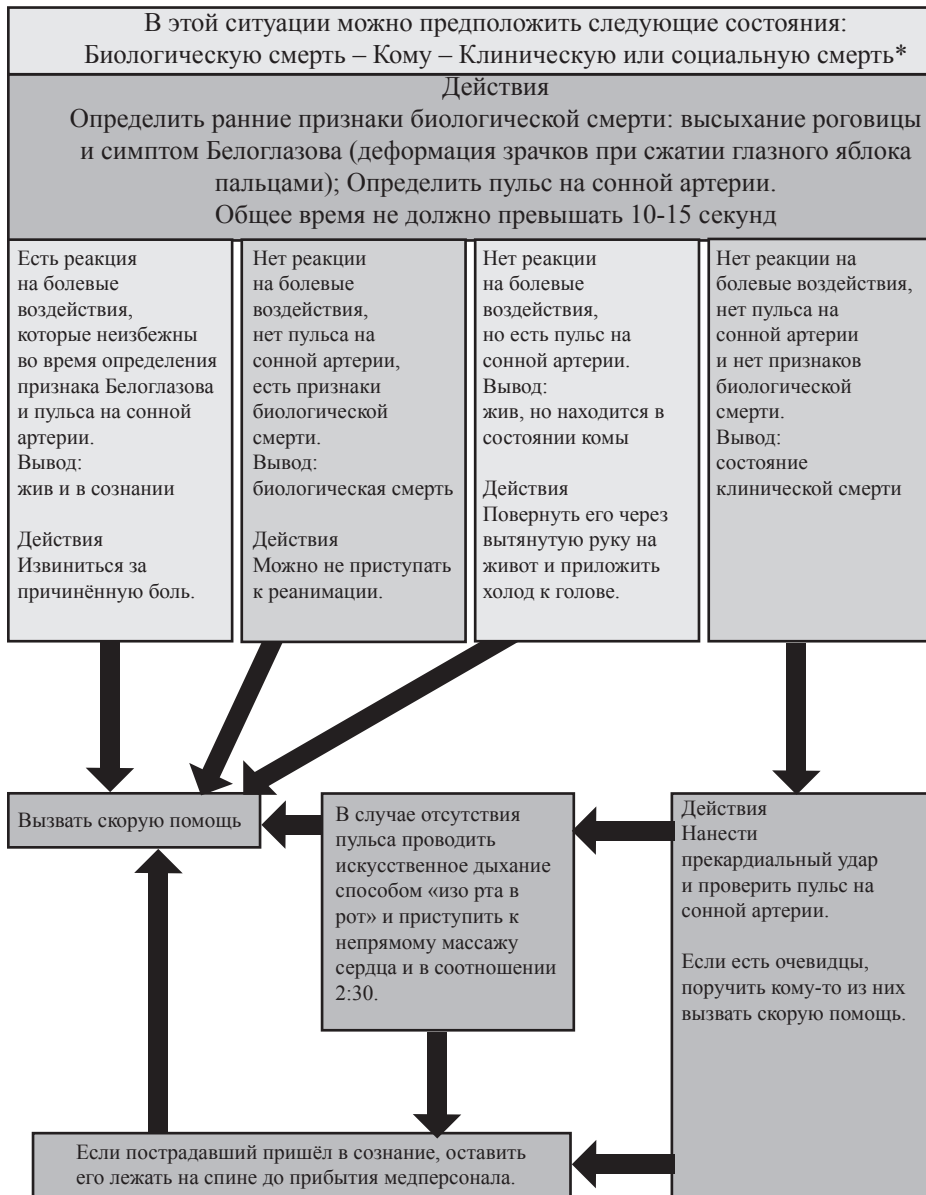 В этой ситуации можно предположить следующие состояния:
Биологическую смерть – Кому – Клиническую или социальную смерть*
Действия
Определить ранние признаки биологической смерти: высыхание роговицы
и симптом Белоглазова (деформация зрачков при сжатии глазного яблока
пальцами); Определить пульс на сонной артерии.
Общее время не должно превышать 10-15 секунд
Есть реакция
на болевые
воздействия,
которые неизбежны
во время определения
признака Белоглазова
и пульса на сонной
артерии.
Вывод:
жив и в сознании
Действия
Извиниться за
причинённую боль.
Нет реакции
на болевые
воздействия,
нет пульса на
сонной артерии,
есть признаки
биологической
смерти.
Вывод:
биологическая смерть
Действия
Можно не приступать
к реанимации.
Нет реакции
на болевые
воздействия,
но есть пульс на
сонной артерии.
Вывод:
жив, но находится в
состоянии комы
Действия
Повернуть его через
вытянутую руку на
живот и приложить
холод к голове.
Нет реакции на
болевые воздействия,
нет пульса на
сонной артерии
и нет признаков
биологической
смерти.
Вывод:
состояние
клинической смерти
Вызвать скорую помощь
В случае отсутствия
пульса проводить
искусственное дыхание
способом «изо рта в
рот» и приступить к
непрямому массажу
сердца и в соотношении
2:30.
Действия
Нанести
прекардиальный удар
и проверить пульс на
сонной артерии.
Если есть очевидцы,
поручить кому-то из них
вызвать скорую помощь.
Если пострадавший пришёл в сознание, оставить
его лежать на спине до прибытия медперсонала.